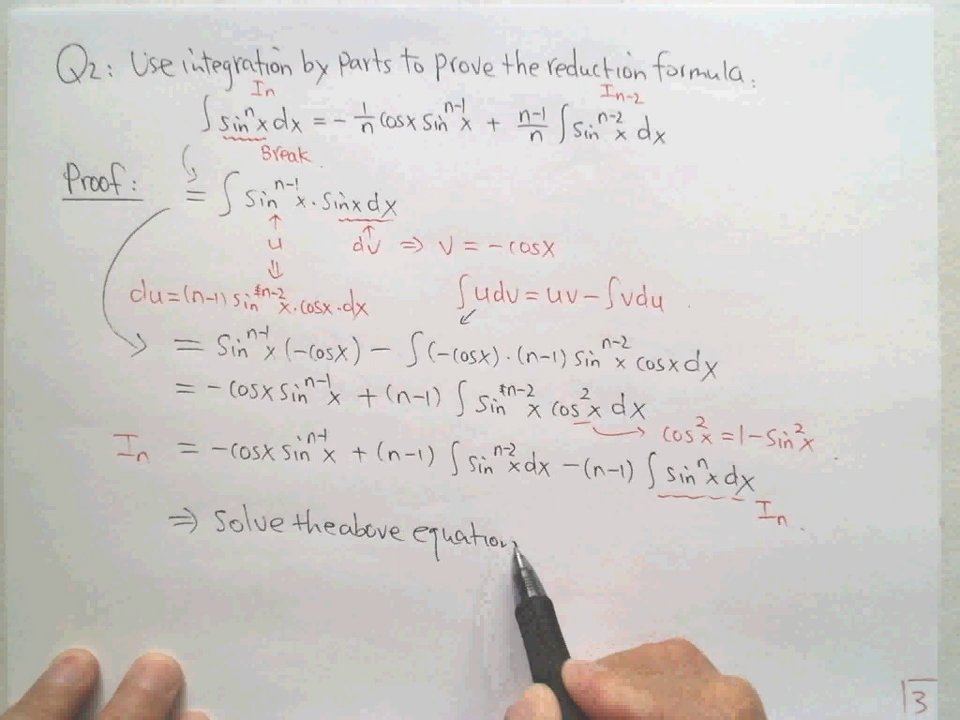 Q2: Use integration by parts to prove the reduction formula.
Iₙ Iₙ₋₂
∫ sinⁿx dx = - 1/n cosx sinⁿ⁻¹x + n-1/n ∫ sinⁿ⁻²x dx
Break
Proof: = ∫ sinⁿ⁻¹x · sinx dx
↑ ↑
u dv ⇒ v = -cosx
⇓
du = (n-1) sinⁿ⁻²x · cosx · dx ∫ u dv = uv - ∫ v du
= sinⁿ⁻¹x (-cosx) - ∫ (-cosx) · (n-1) sinⁿ⁻²x cosx dx
= - cosx sinⁿ⁻¹x + (n-1) ∫ sinⁿ⁻²x cos²x dx
→ cos²x = 1 - sin²x
Iₙ = -cosx sinⁿ⁻¹x + (n-1) ∫ sinⁿ⁻²x dx - (n-1) ∫ sinⁿx dx
Iₙ .
⇒ Solve the above equation
3